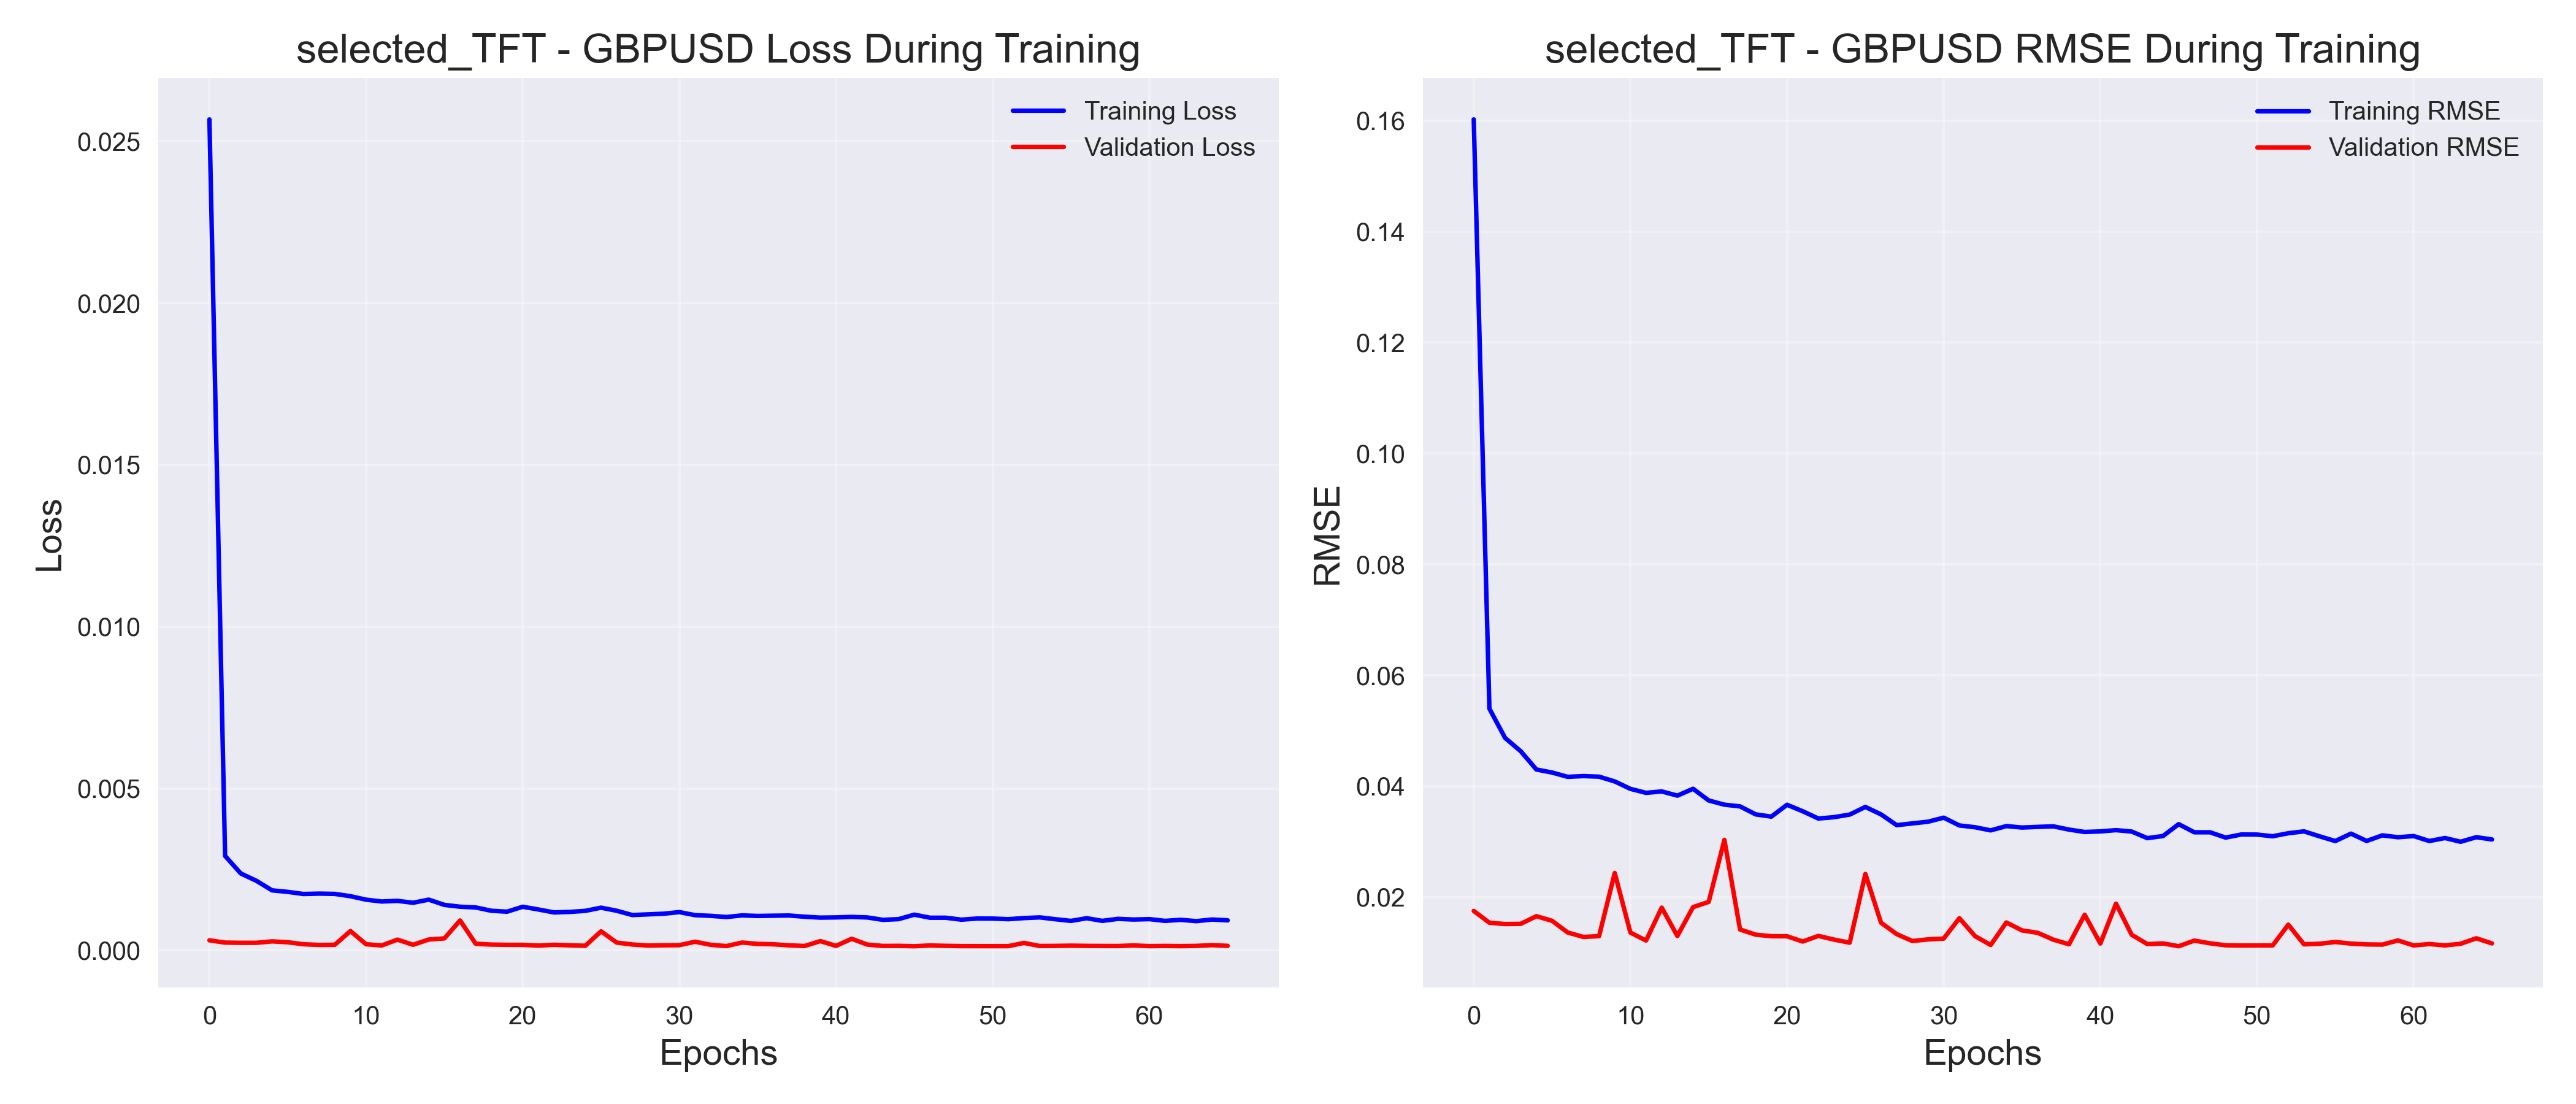 selected_TFT - GBPUSD Loss During Training
Training Loss
Validation Loss
0.025
0.020
0.015
0.010
0.005
0.000
Loss
0 10 20 30 40 50 60
Epochs
selected_TFT - GBPUSD RMSE During Training
Training RMSE
Validation RMSE
0.16
0.14
0.12
0.10
0.08
0.06
0.04
0.02
RMSE
0 10 20 30 40 50 60
Epochs